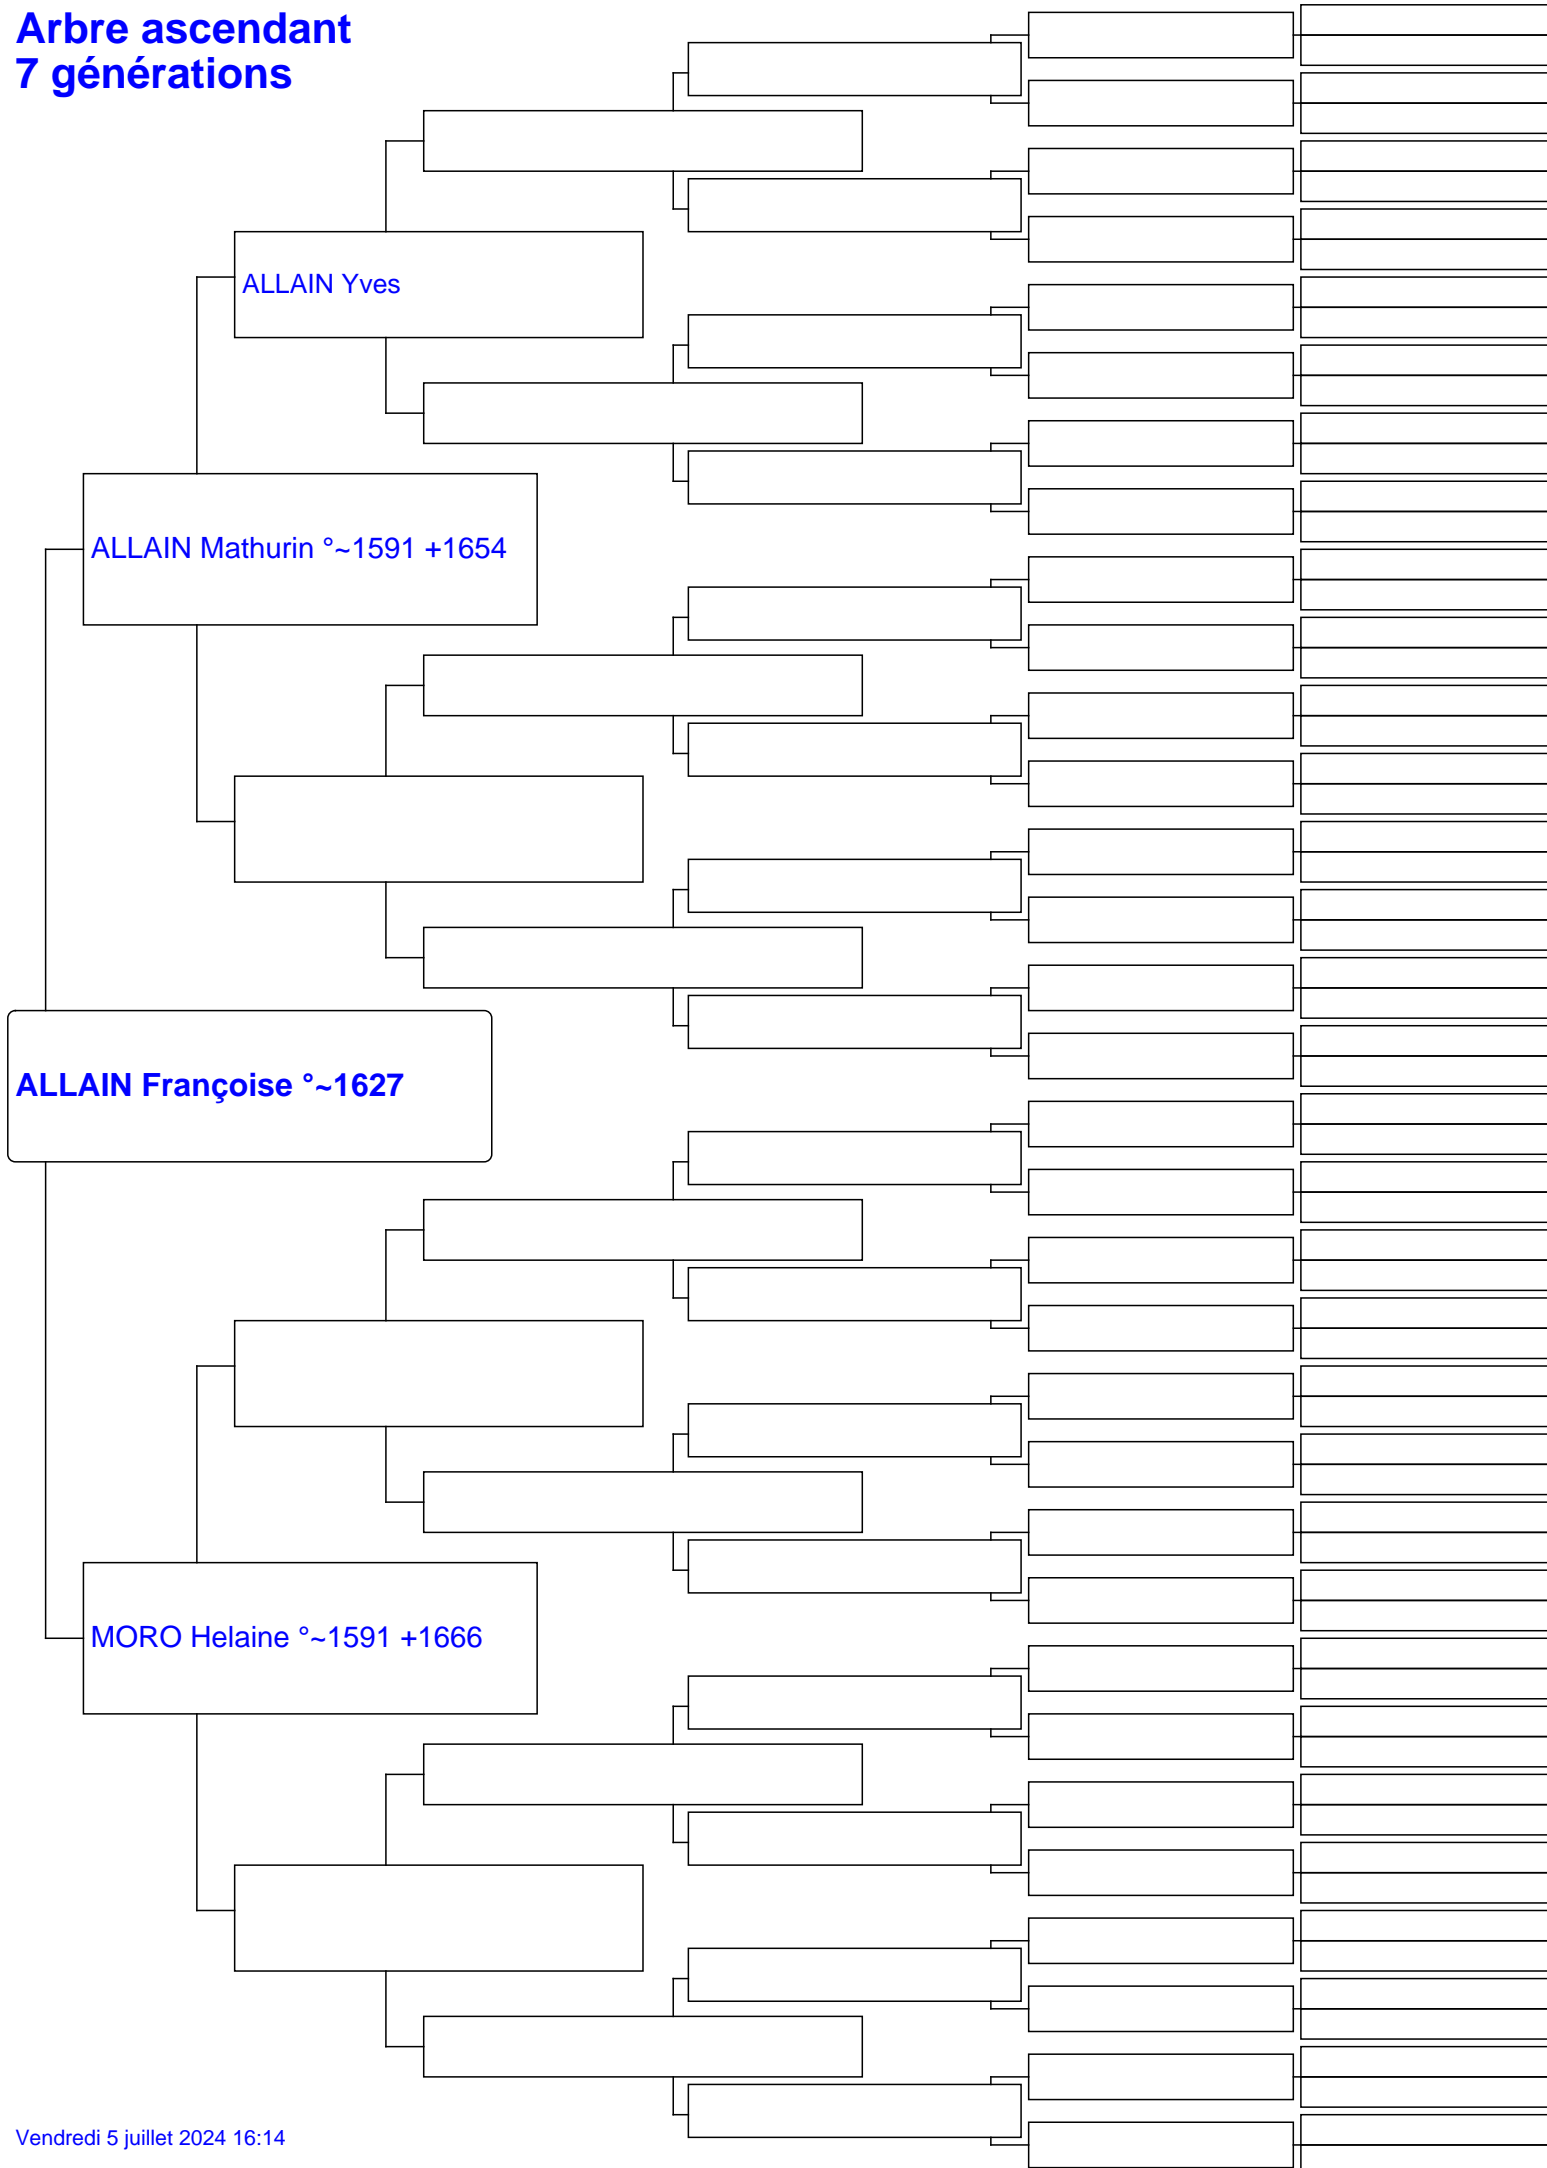 Arbre ascendant
7 générations
ALLAIN Yves
ALLAIN Mathurin °~1591 +1654
ALLAIN Françoise °~1627
MORO Helaine °~1591 +1666
Vendredi 5 juillet 2024 16:14